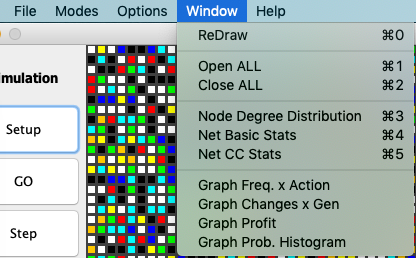 File Modes Options Window Help
ReDraw ⌘0
Open ALL ⌘1
Close ALL ⌘2
Node Degree Distribution ⌘3
Net Basic Stats ⌘4
Net CC Stats ⌘5
Graph Freq. x Action
Graph Changes x Gen
Graph Profit
Graph Prob. Histogram
imulation
Setup
GO
Step